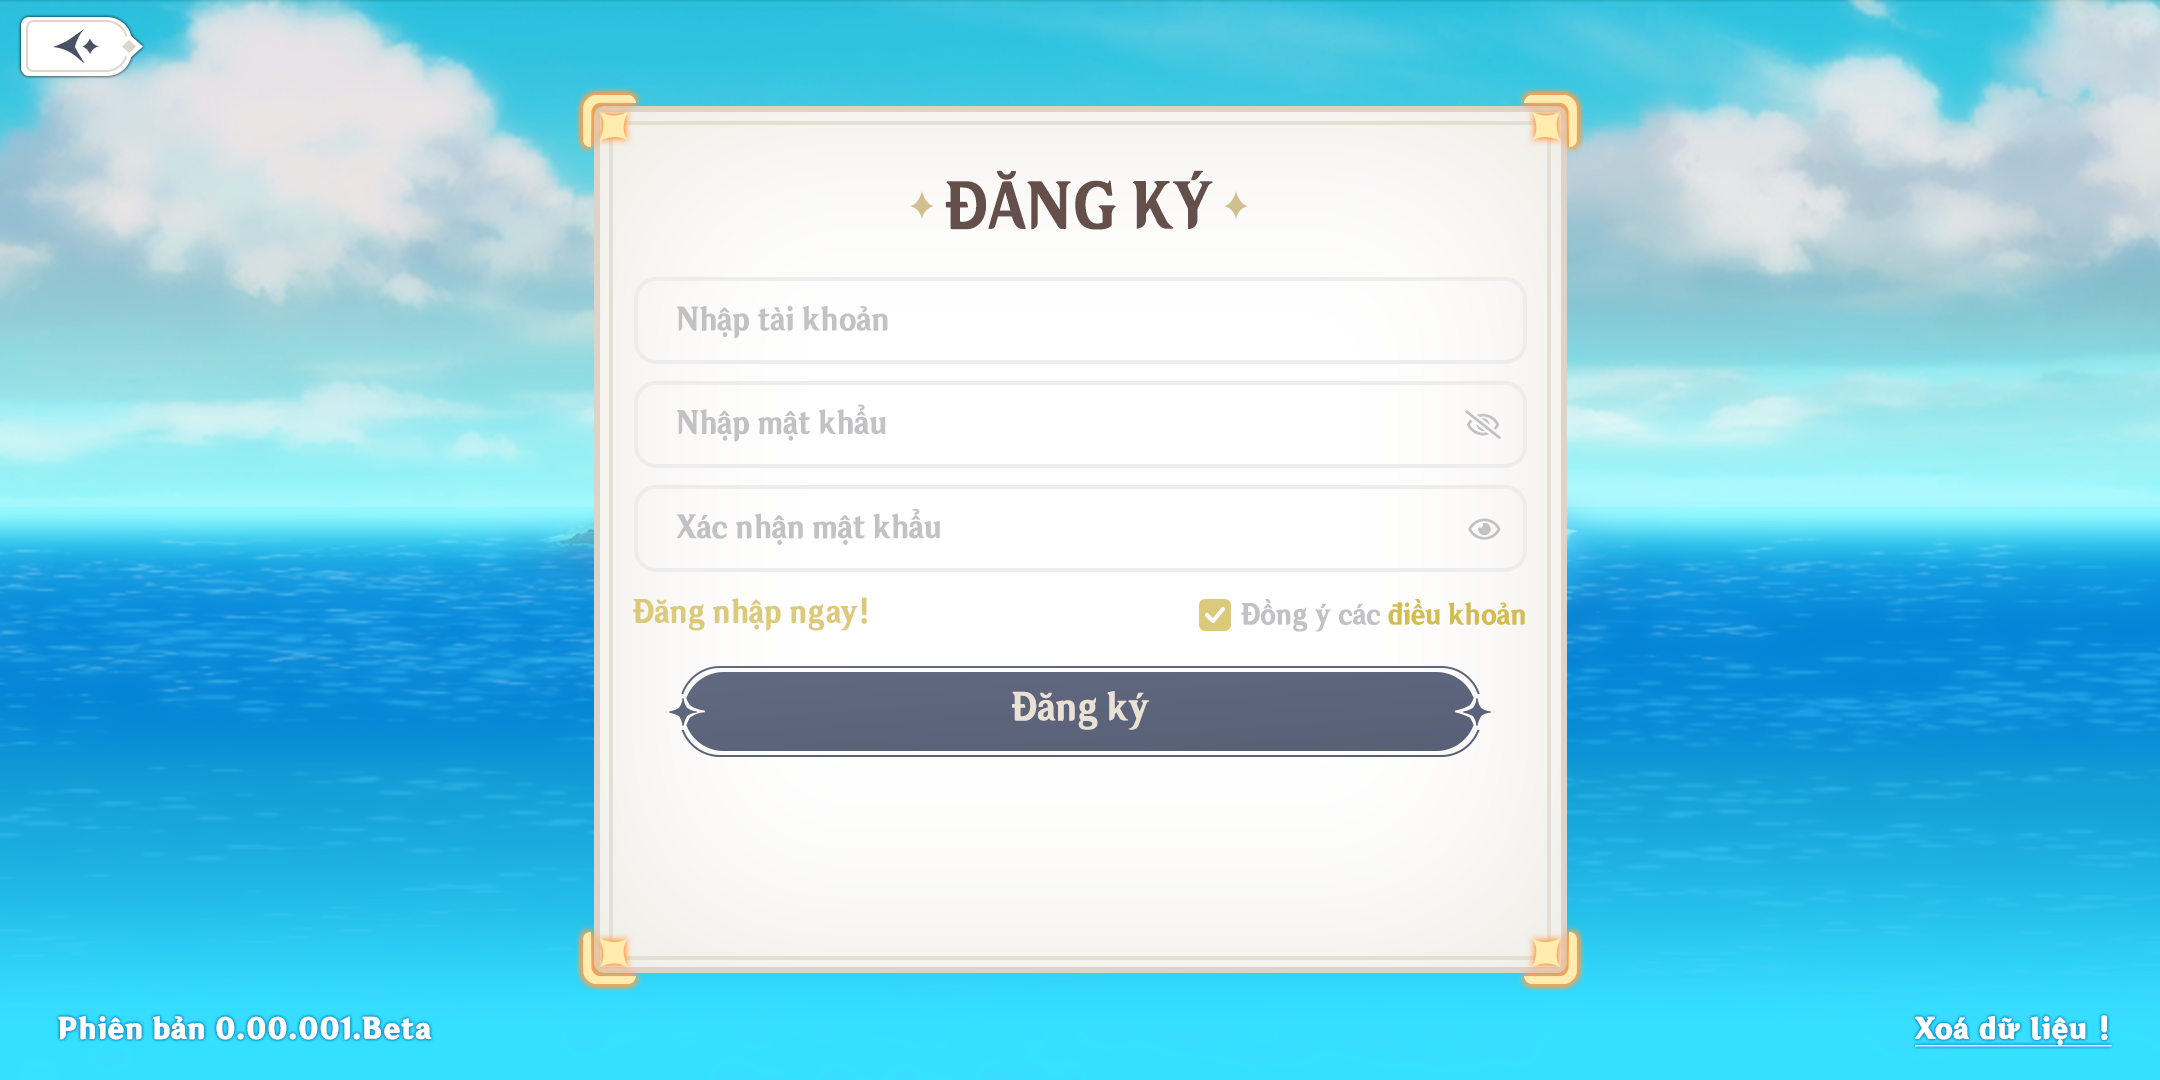 ĐĂNG KÝ
Nhập tài khoản
Nhập mật khẩu
Xác nhận mật khẩu
Đăng nhập ngay!
Đồng ý các điều khoản
Đăng ký
Phiên bản 0.00.001.Beta
Xoá dữ liệu !